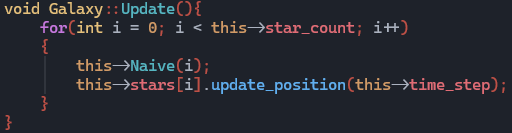 void Galaxy::Update(){
    for(int i = 0; i < this->star_count; i++)
    {
        this->Naive(i);
        this->stars[i].update_position(this->time_step);
    }
}